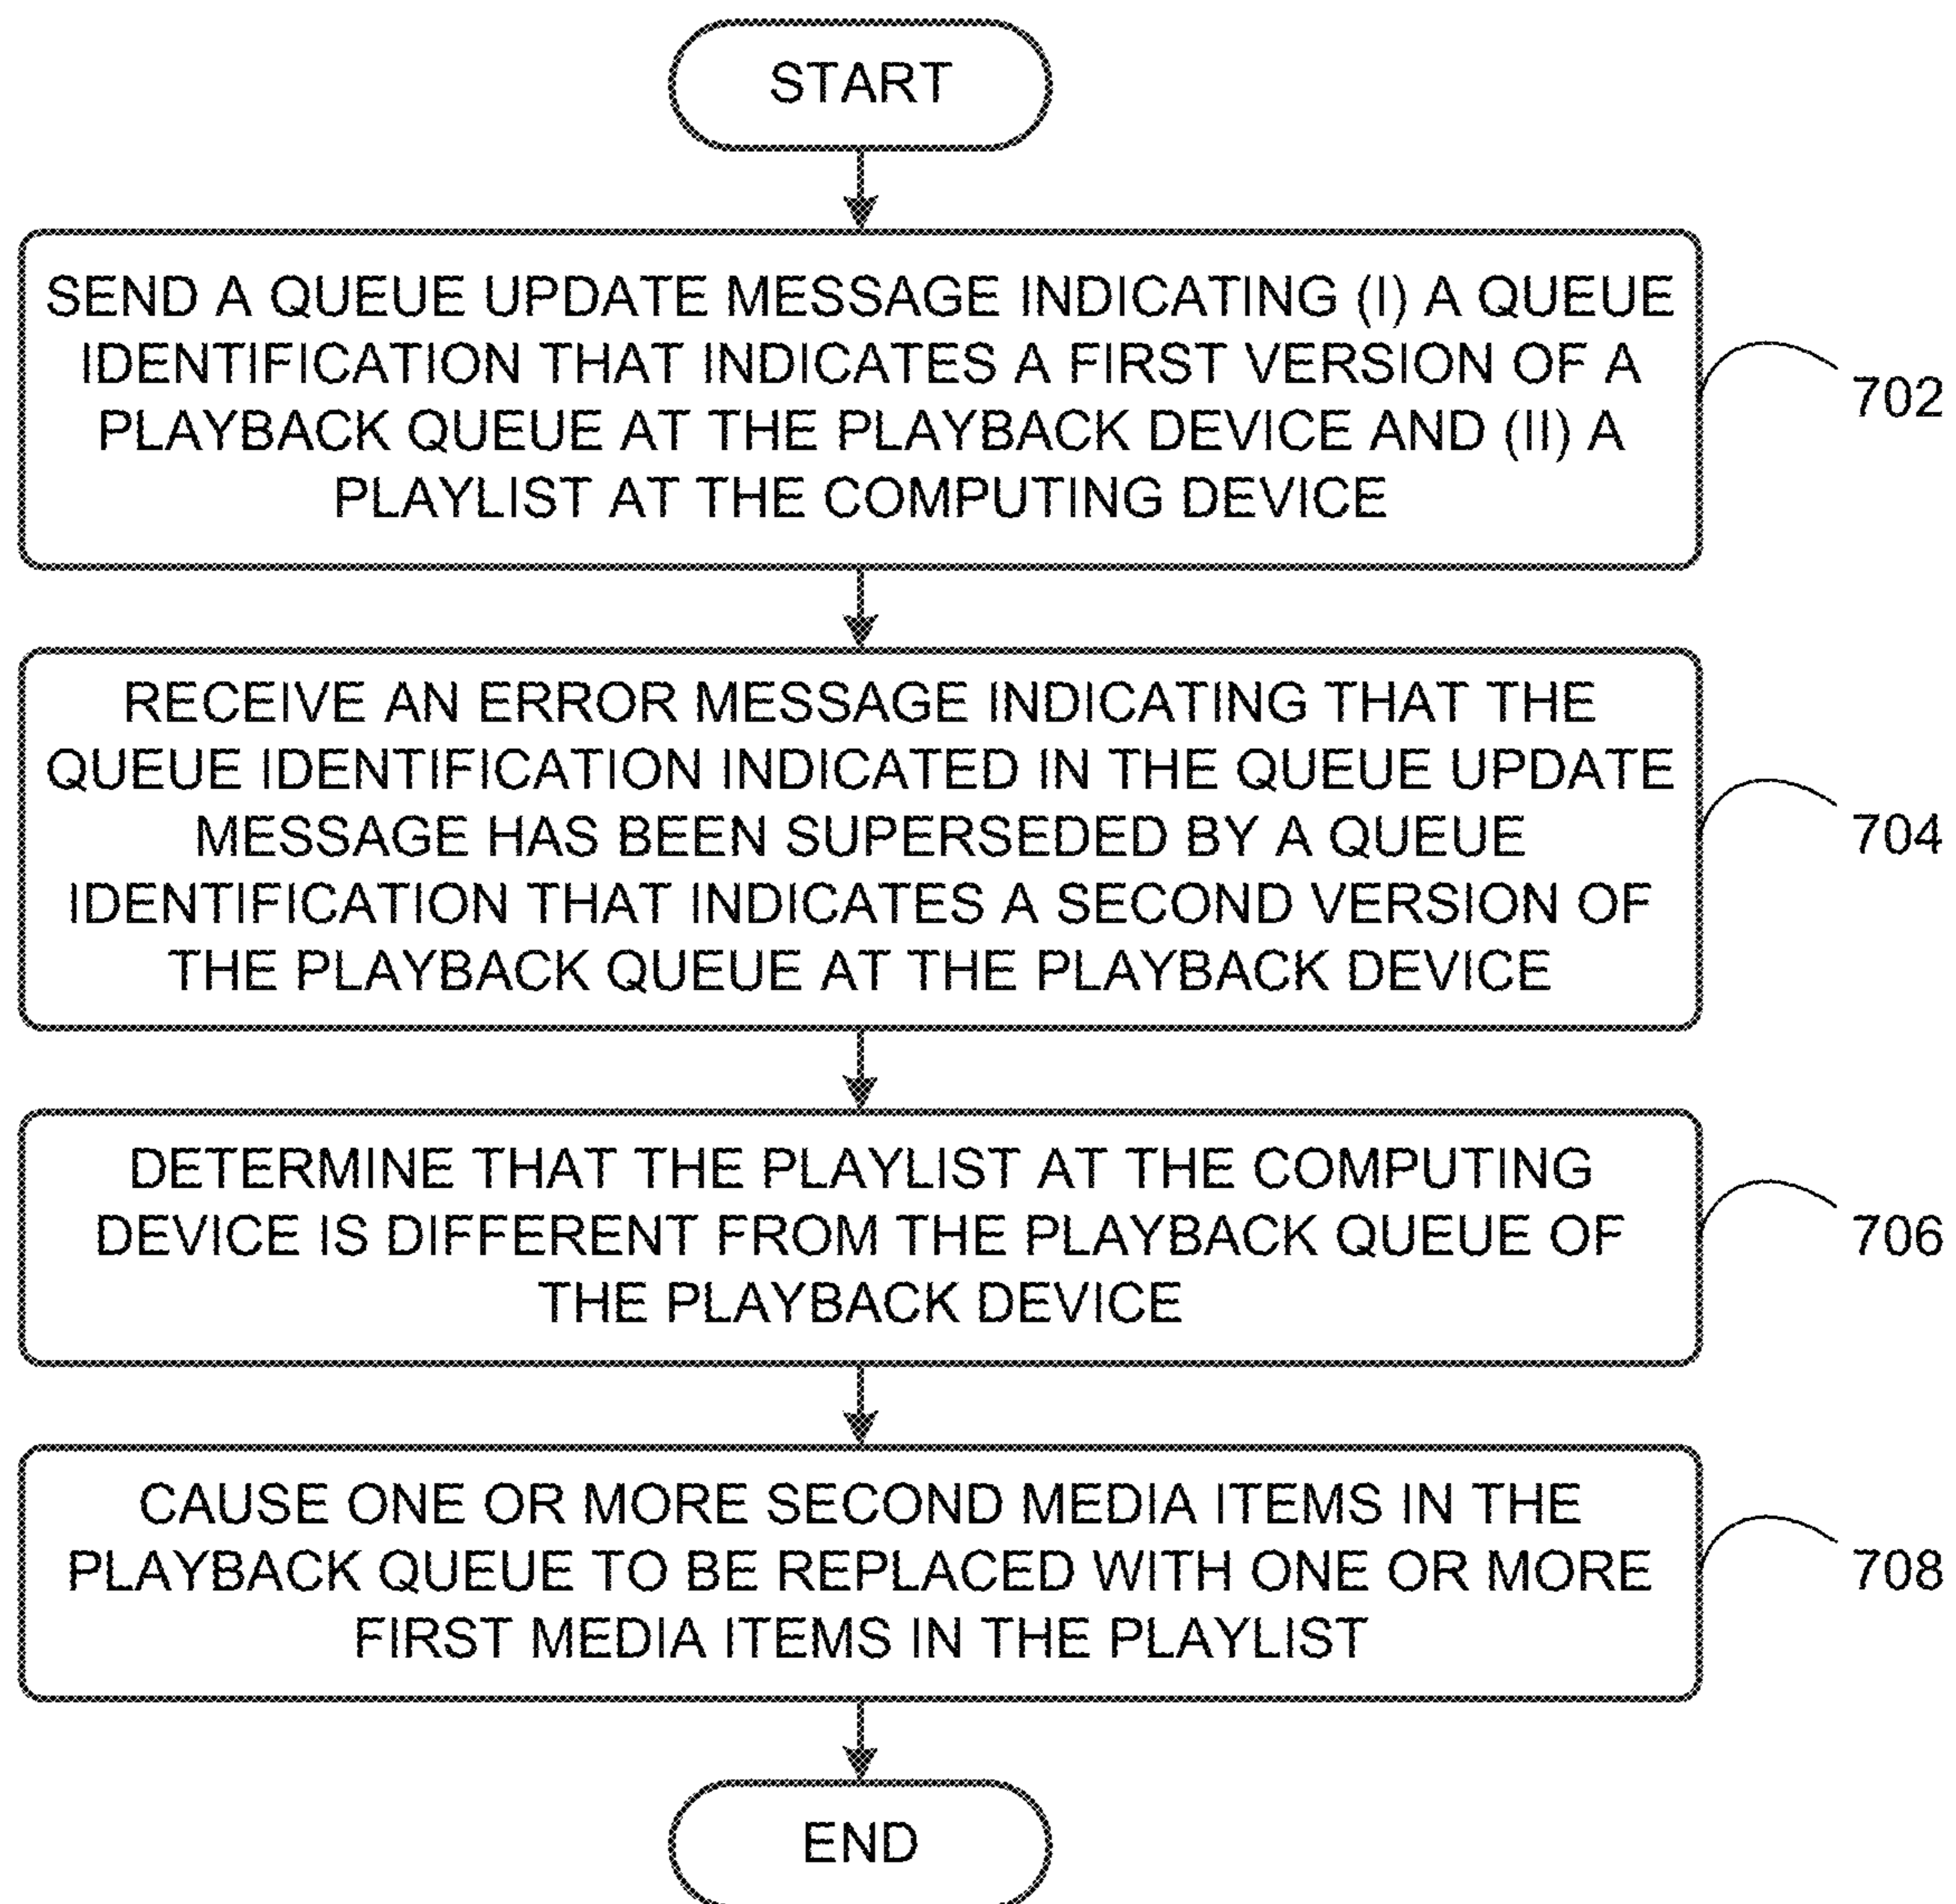 START
SEND A QUEUE UPDATE MESSAGE INDICATING (I) A QUEUE
IDENTIFICATION THAT INDICATES A FIRST VERSION OF A
PLAYBACK QUEUE AT THE PLAYBACK DEVICE AND (II) A
PLAYLIST AT THE COMPUTING DEVICE
702
RECEIVE AN ERROR MESSAGE INDICATING THAT THE
QUEUE IDENTIFICATION INDICATED IN THE QUEUE UPDATE
MESSAGE HAS BEEN SUPERSEDED BY A QUEUE
IDENTIFICATION THAT INDICATES A SECOND VERSION OF
THE PLAYBACK QUEUE AT THE PLAYBACK DEVICE
704
DETERMINE THAT THE PLAYLIST AT THE COMPUTING
DEVICE IS DIFFERENT FROM THE PLAYBACK QUEUE OF
THE PLAYBACK DEVICE
706
CAUSE ONE OR MORE SECOND MEDIA ITEMS IN THE
PLAYBACK QUEUE TO BE REPLACED WITH ONE OR MORE
FIRST MEDIA ITEMS IN THE PLAYLIST
708
END